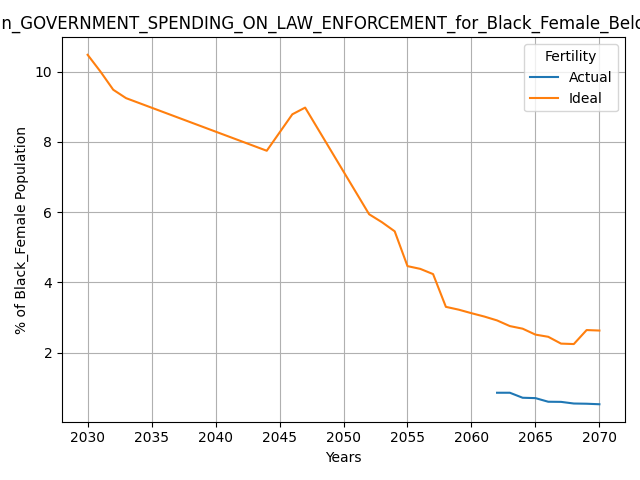 n_GOVERNMENT_SPENDING_ON_LAW_ENFORCEMENT_for_Black_Female_Belo
Fertility
Actual
Ideal
% of Black_Female Population
10
8
6
4
2
2030 2035 2040 2045 2050 2055 2060 2065 2070
Years